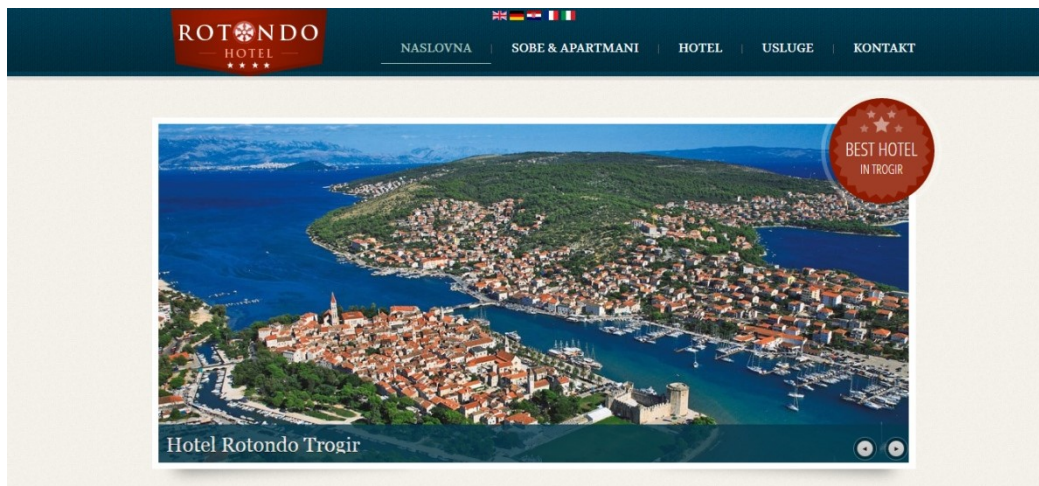 ROTONDO
HOTEL
NASLOVNA
SOBE & APARTMANI
HOTEL
USLUGE
KONTAKT
BEST HOTEL
IN TROGIR
Hotel Rotondo Trogir